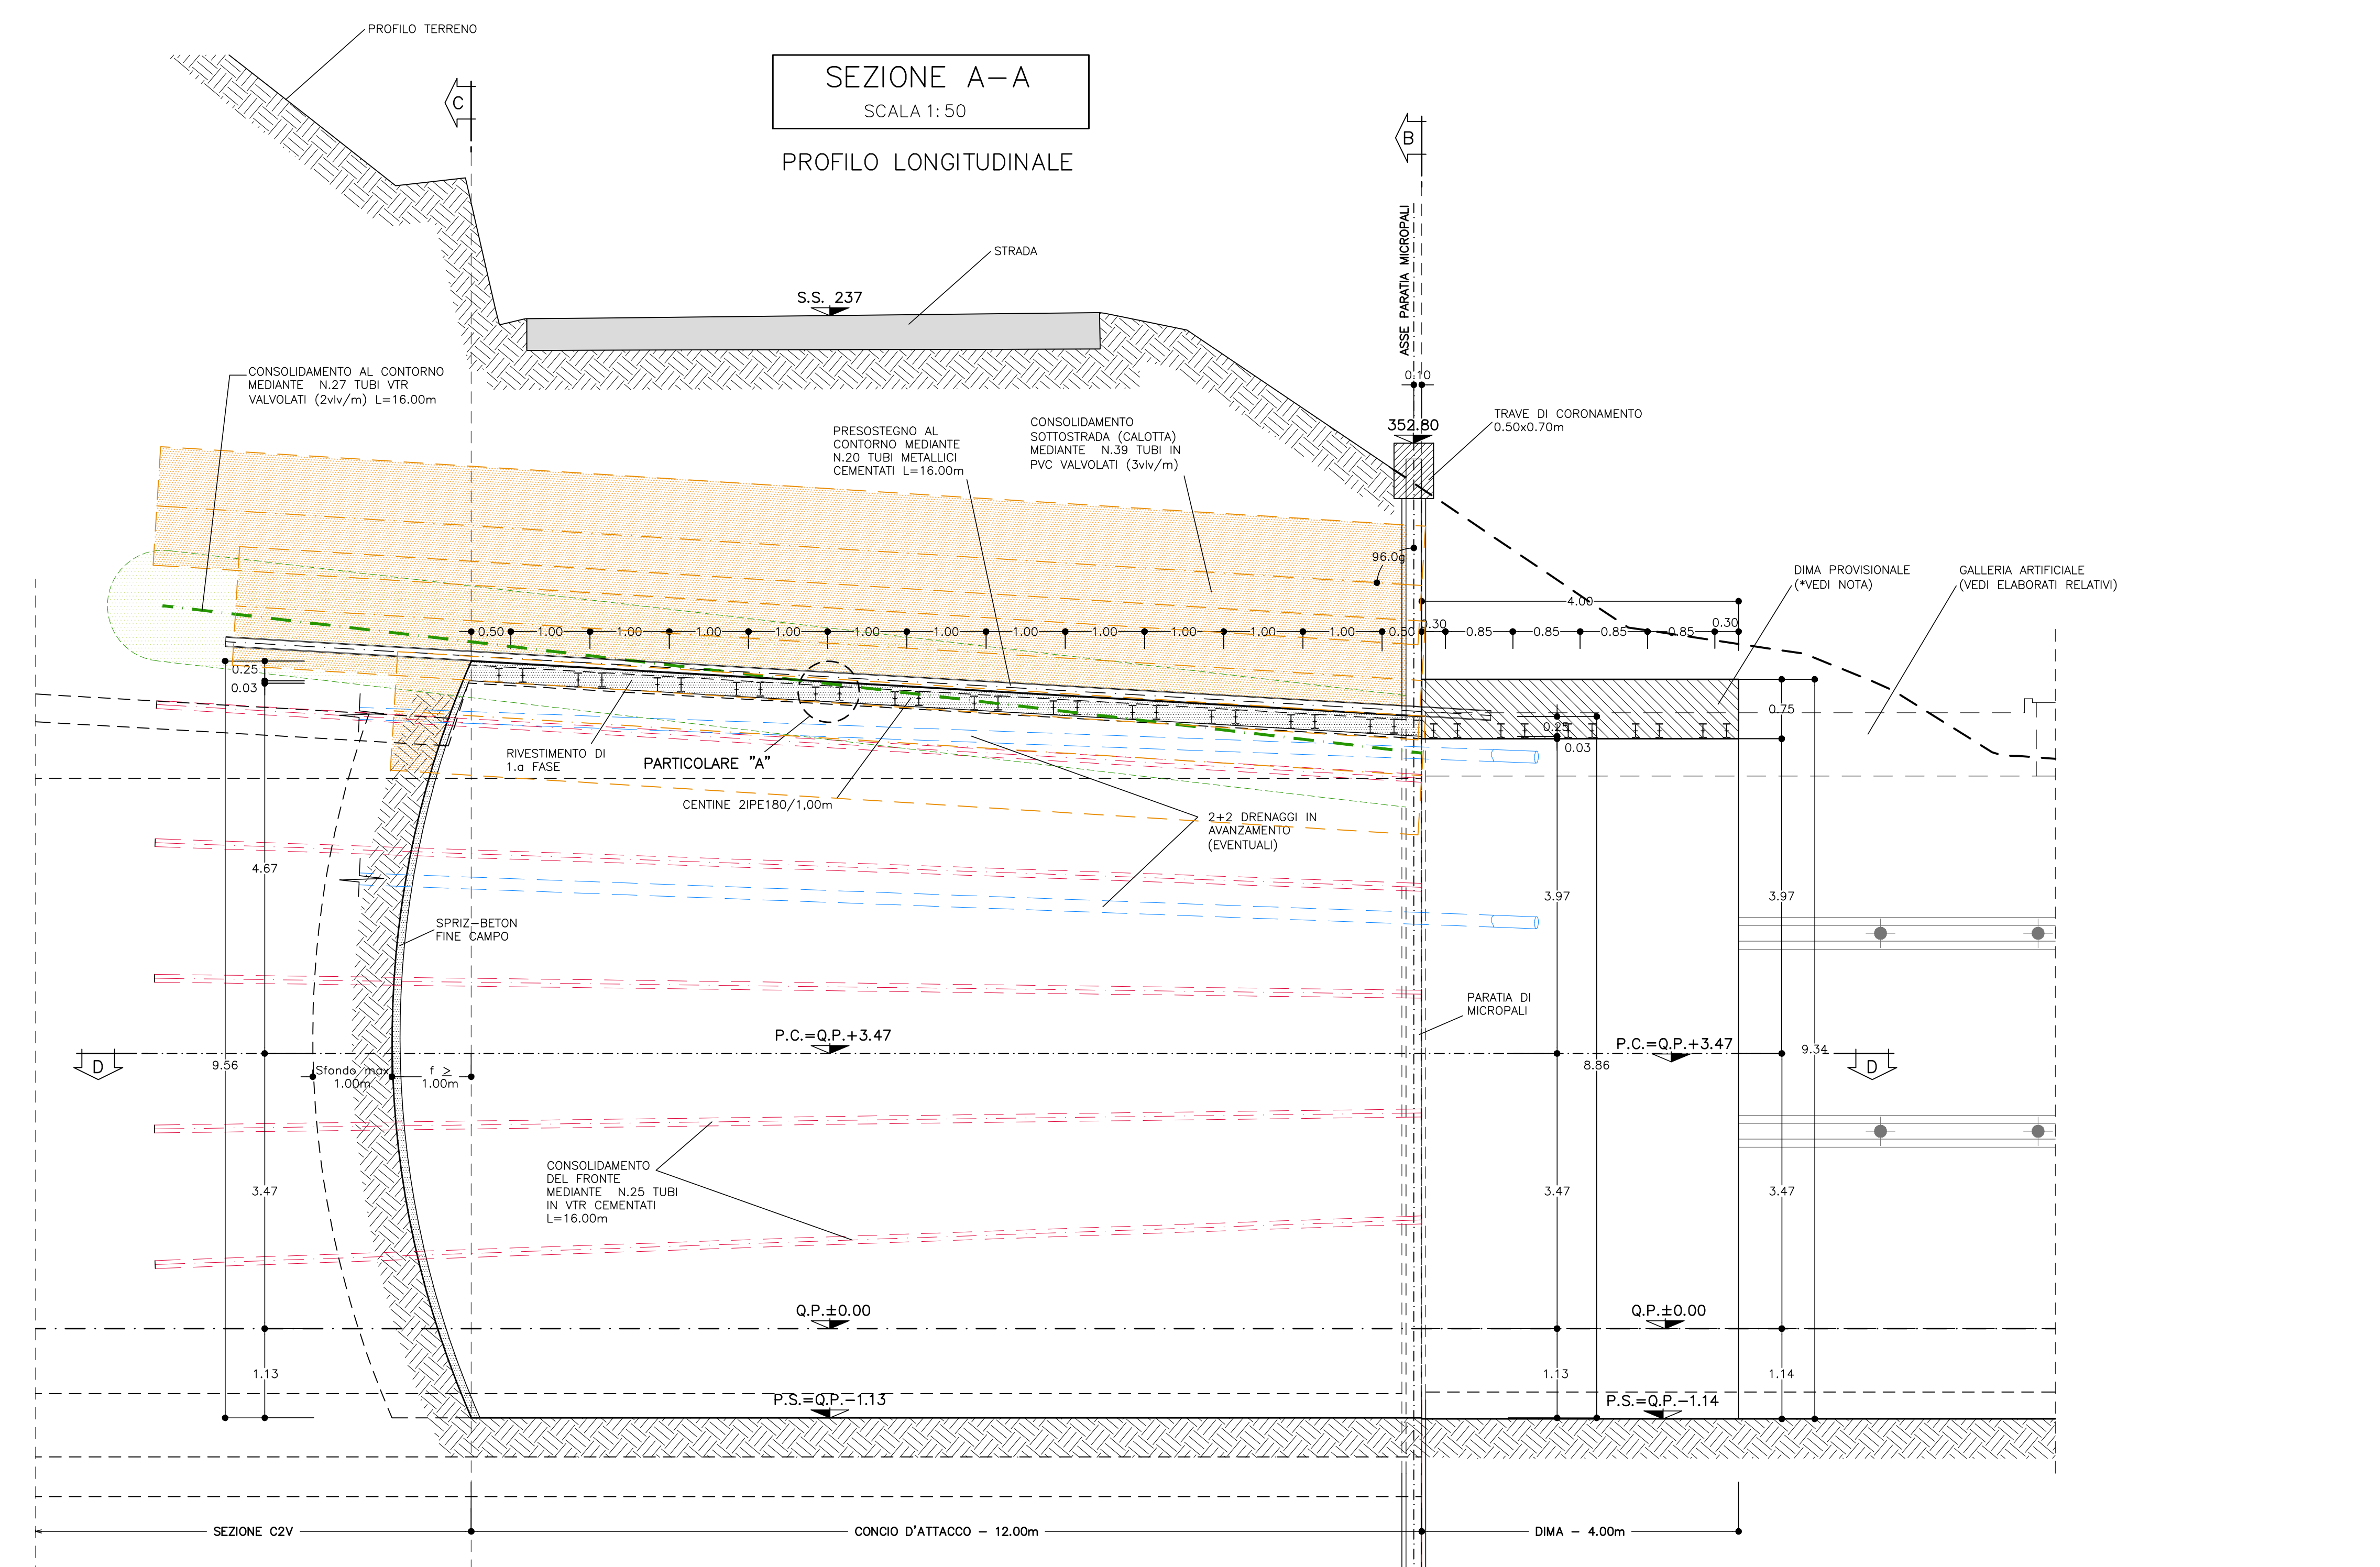 PROFILO TERRENO
C
SEZIONE A-A
SCALA 1:50
PROFILO LONGITUDINALE
B
ASSE PARATIA MICROPALI
STRADA
S.S. 237
CONSOLIDAMENTO AL CONTORNO
MEDIANTE N.27 TUBI VTR
VALVOLATI (2vlv/m) L=16.00m
PRESOSTEGNO AL
CONTORNO MEDIANTE
N.20 TUBI METALLICI
CEMENTATI L=16.00m
CONSOLIDAMENTO
SOTTOSTRADA (CALOTTA)
MEDIANTE N.39 TUBI IN
PVC VALVOLATI (3vlv/m)
0.10
352.80
TRAVE DI CORONAMENTO
0.50x0.70m
96.0g
DIMA PROVISIONALE
(*VEDI NOTA)
GALLERIA ARTIFICIALE
(VEDI ELABORATI RELATIVI)
4.00
0.50 1.00 1.00 1.00 1.00 1.00 1.00 1.00 1.00 1.00 1.00 1.00 0.50 0.30 0.85 0.85 0.85 0.85 0.30
0.25
0.03
0.75
0.25
0.03
RIVESTIMENTO DI
1.a FASE
PARTICOLARE "A"
CENTINE 2IPE180/1,00m
2+2 DRENAGGI IN
AVANZAMENTO
(EVENTUALI)
4.67
3.97
3.97
SPRIZ-BETON
FINE CAMPO
PARATIA DI
MICROPALI
P.C.=Q.P.+3.47
P.C.=Q.P.+3.47
D
9.56
Sfondo max
1.00m
f ≥
1.00m
8.86
9.34
D
CONSOLIDAMENTO
DEL FRONTE
MEDIANTE N.25 TUBI
IN VTR CEMENTATI
L=16.00m
3.47
3.47
3.47
Q.P.±0.00
Q.P.±0.00
1.13
1.13
1.14
P.S.=Q.P.-1.13
P.S.=Q.P.-1.14
SEZIONE C2V
CONCIO D'ATTACCO - 12.00m
DIMA - 4.00m